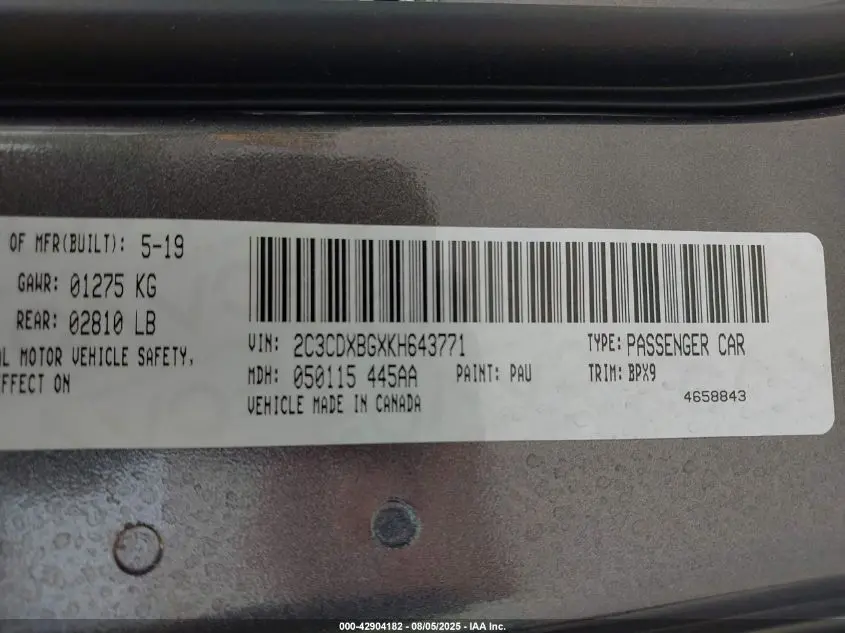 OF MFR(BUILT): 5-19
GAWR: 01275 KG
REAR: 02810 LB
MOTOR VEHICLE SAFETY,
ON
VIN: 2C3CDXBGXKH643771
TYPE: PASSENGER CAR
MDH: 050115 445AA
PAINT: PAU
TRIM: BPX9
VEHICLE MADE IN CANADA
4658843
000-42904182 - 08/05/2025 - IAA Inc.